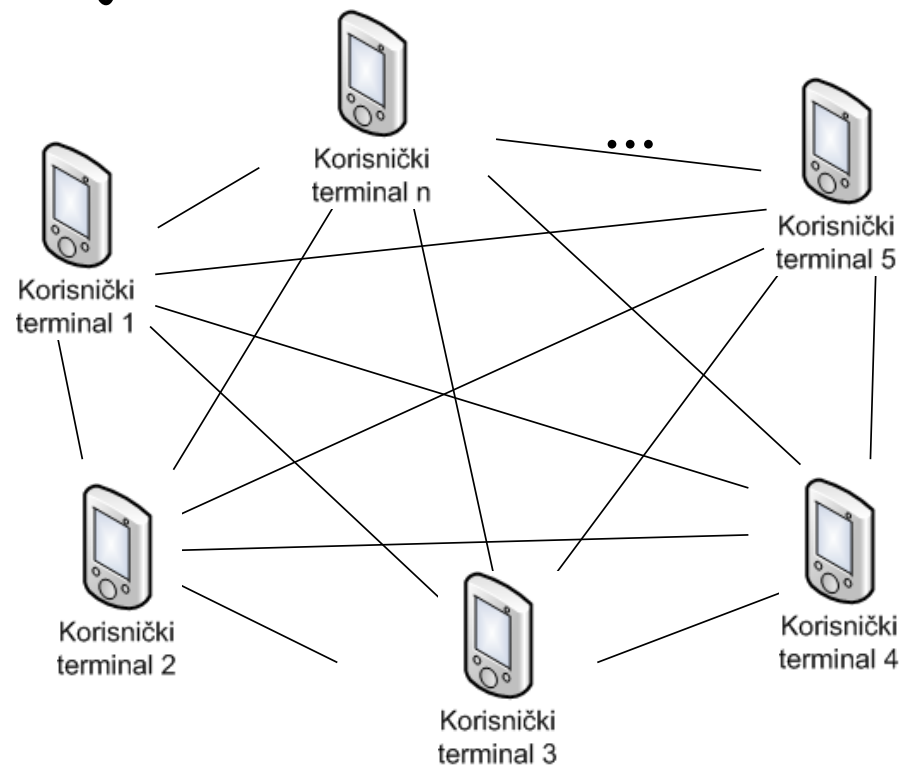 Korisnički
terminal n
•••
Korisnički
terminal 5
Korisnički
terminal 1
Korisnički
terminal 2
Korisnički
terminal 4
Korisnički
terminal 3